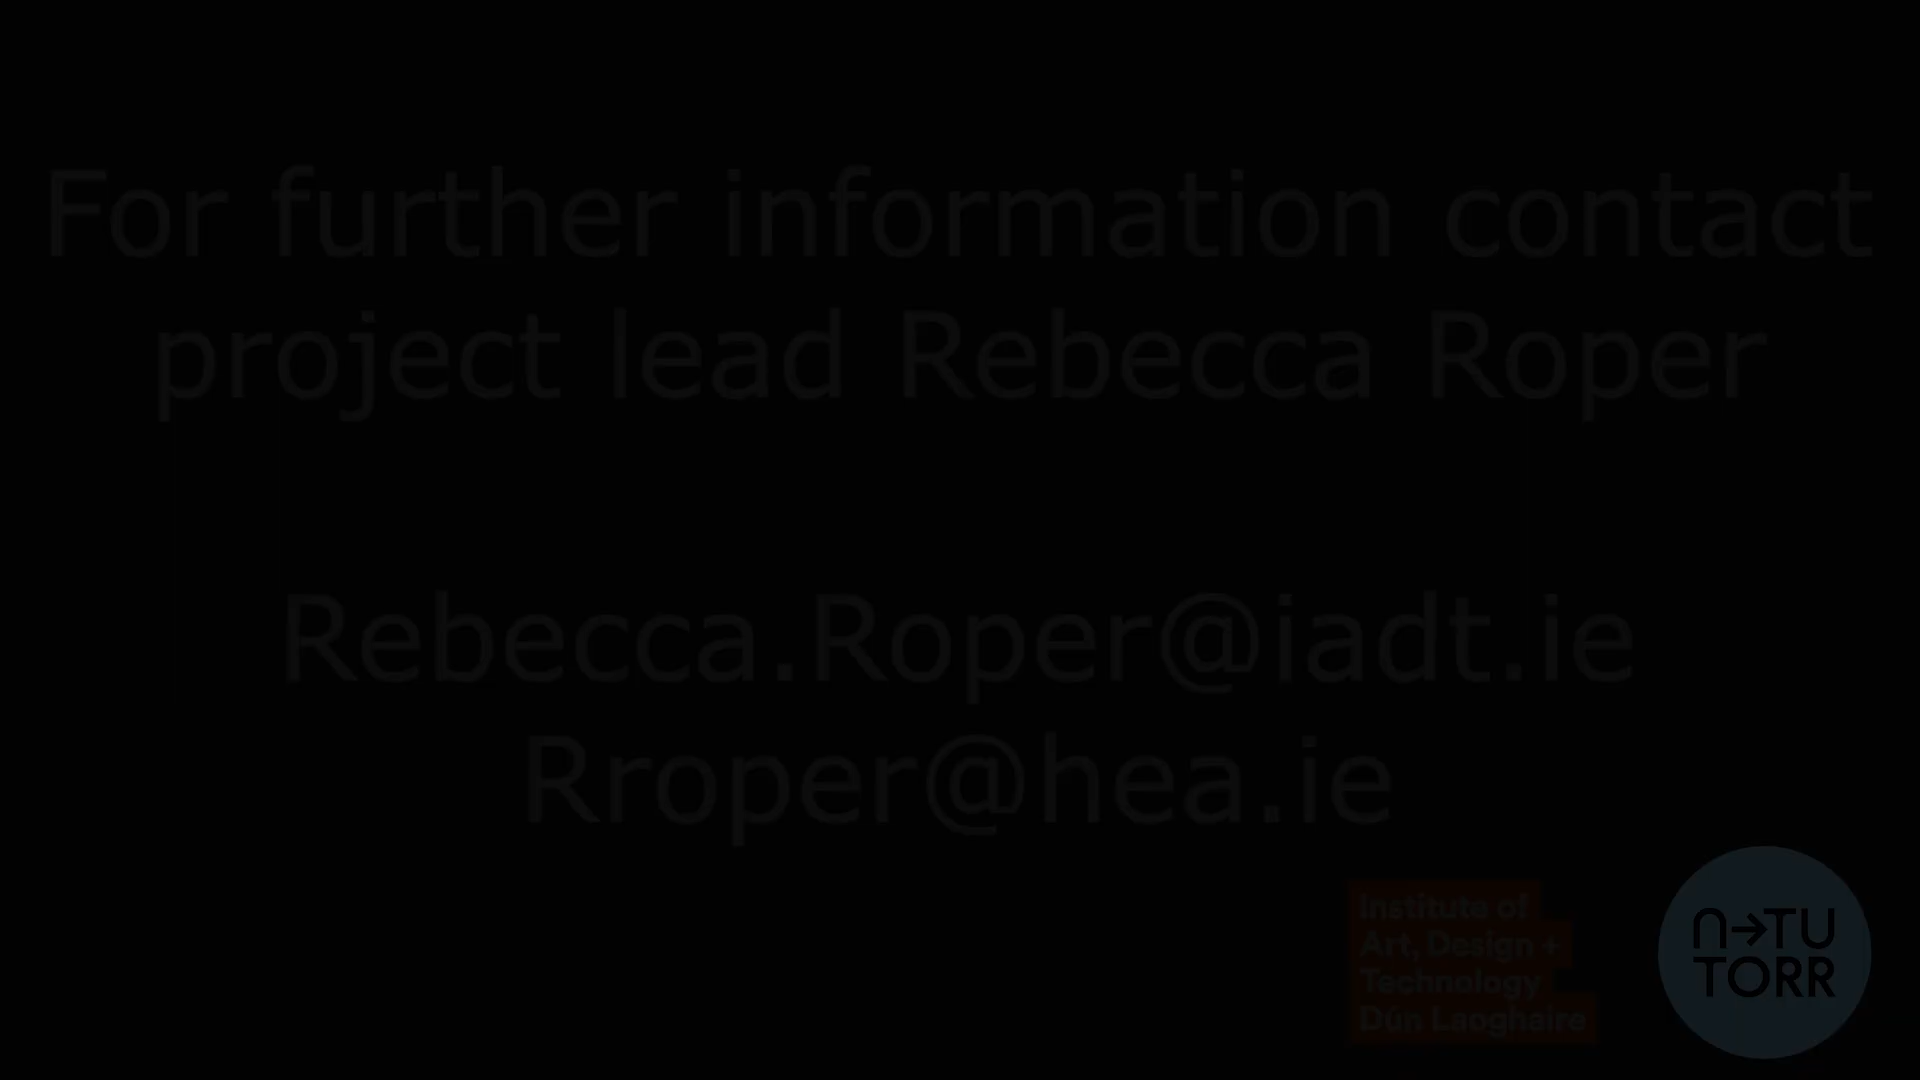 For further information contact
project lead Rebecca Roper
Rebecca.Roper@iadt.ie
Rroper@hea.ie
Institute of
Art, Design +
Technology
Dún Laoghaire
N→TU
TORR